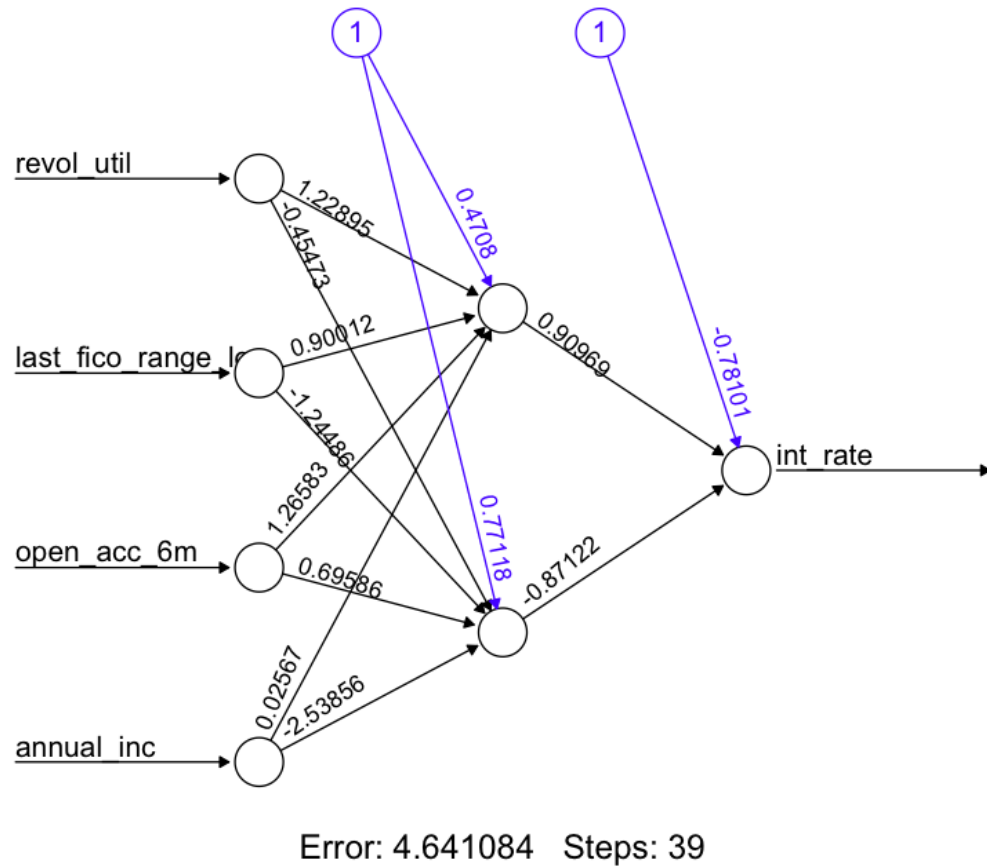 1
1
revol_util
1.22895
-0.45473
0.4708
last_fico_range_lo
0.90012
0.90969
-0.78101
-1.24486
int_rate
1.26583
0.77118
open_acc_6m
0.69586
-0.87122
0.02567
-2.53856
annual_inc
Error: 4.641084 Steps: 39